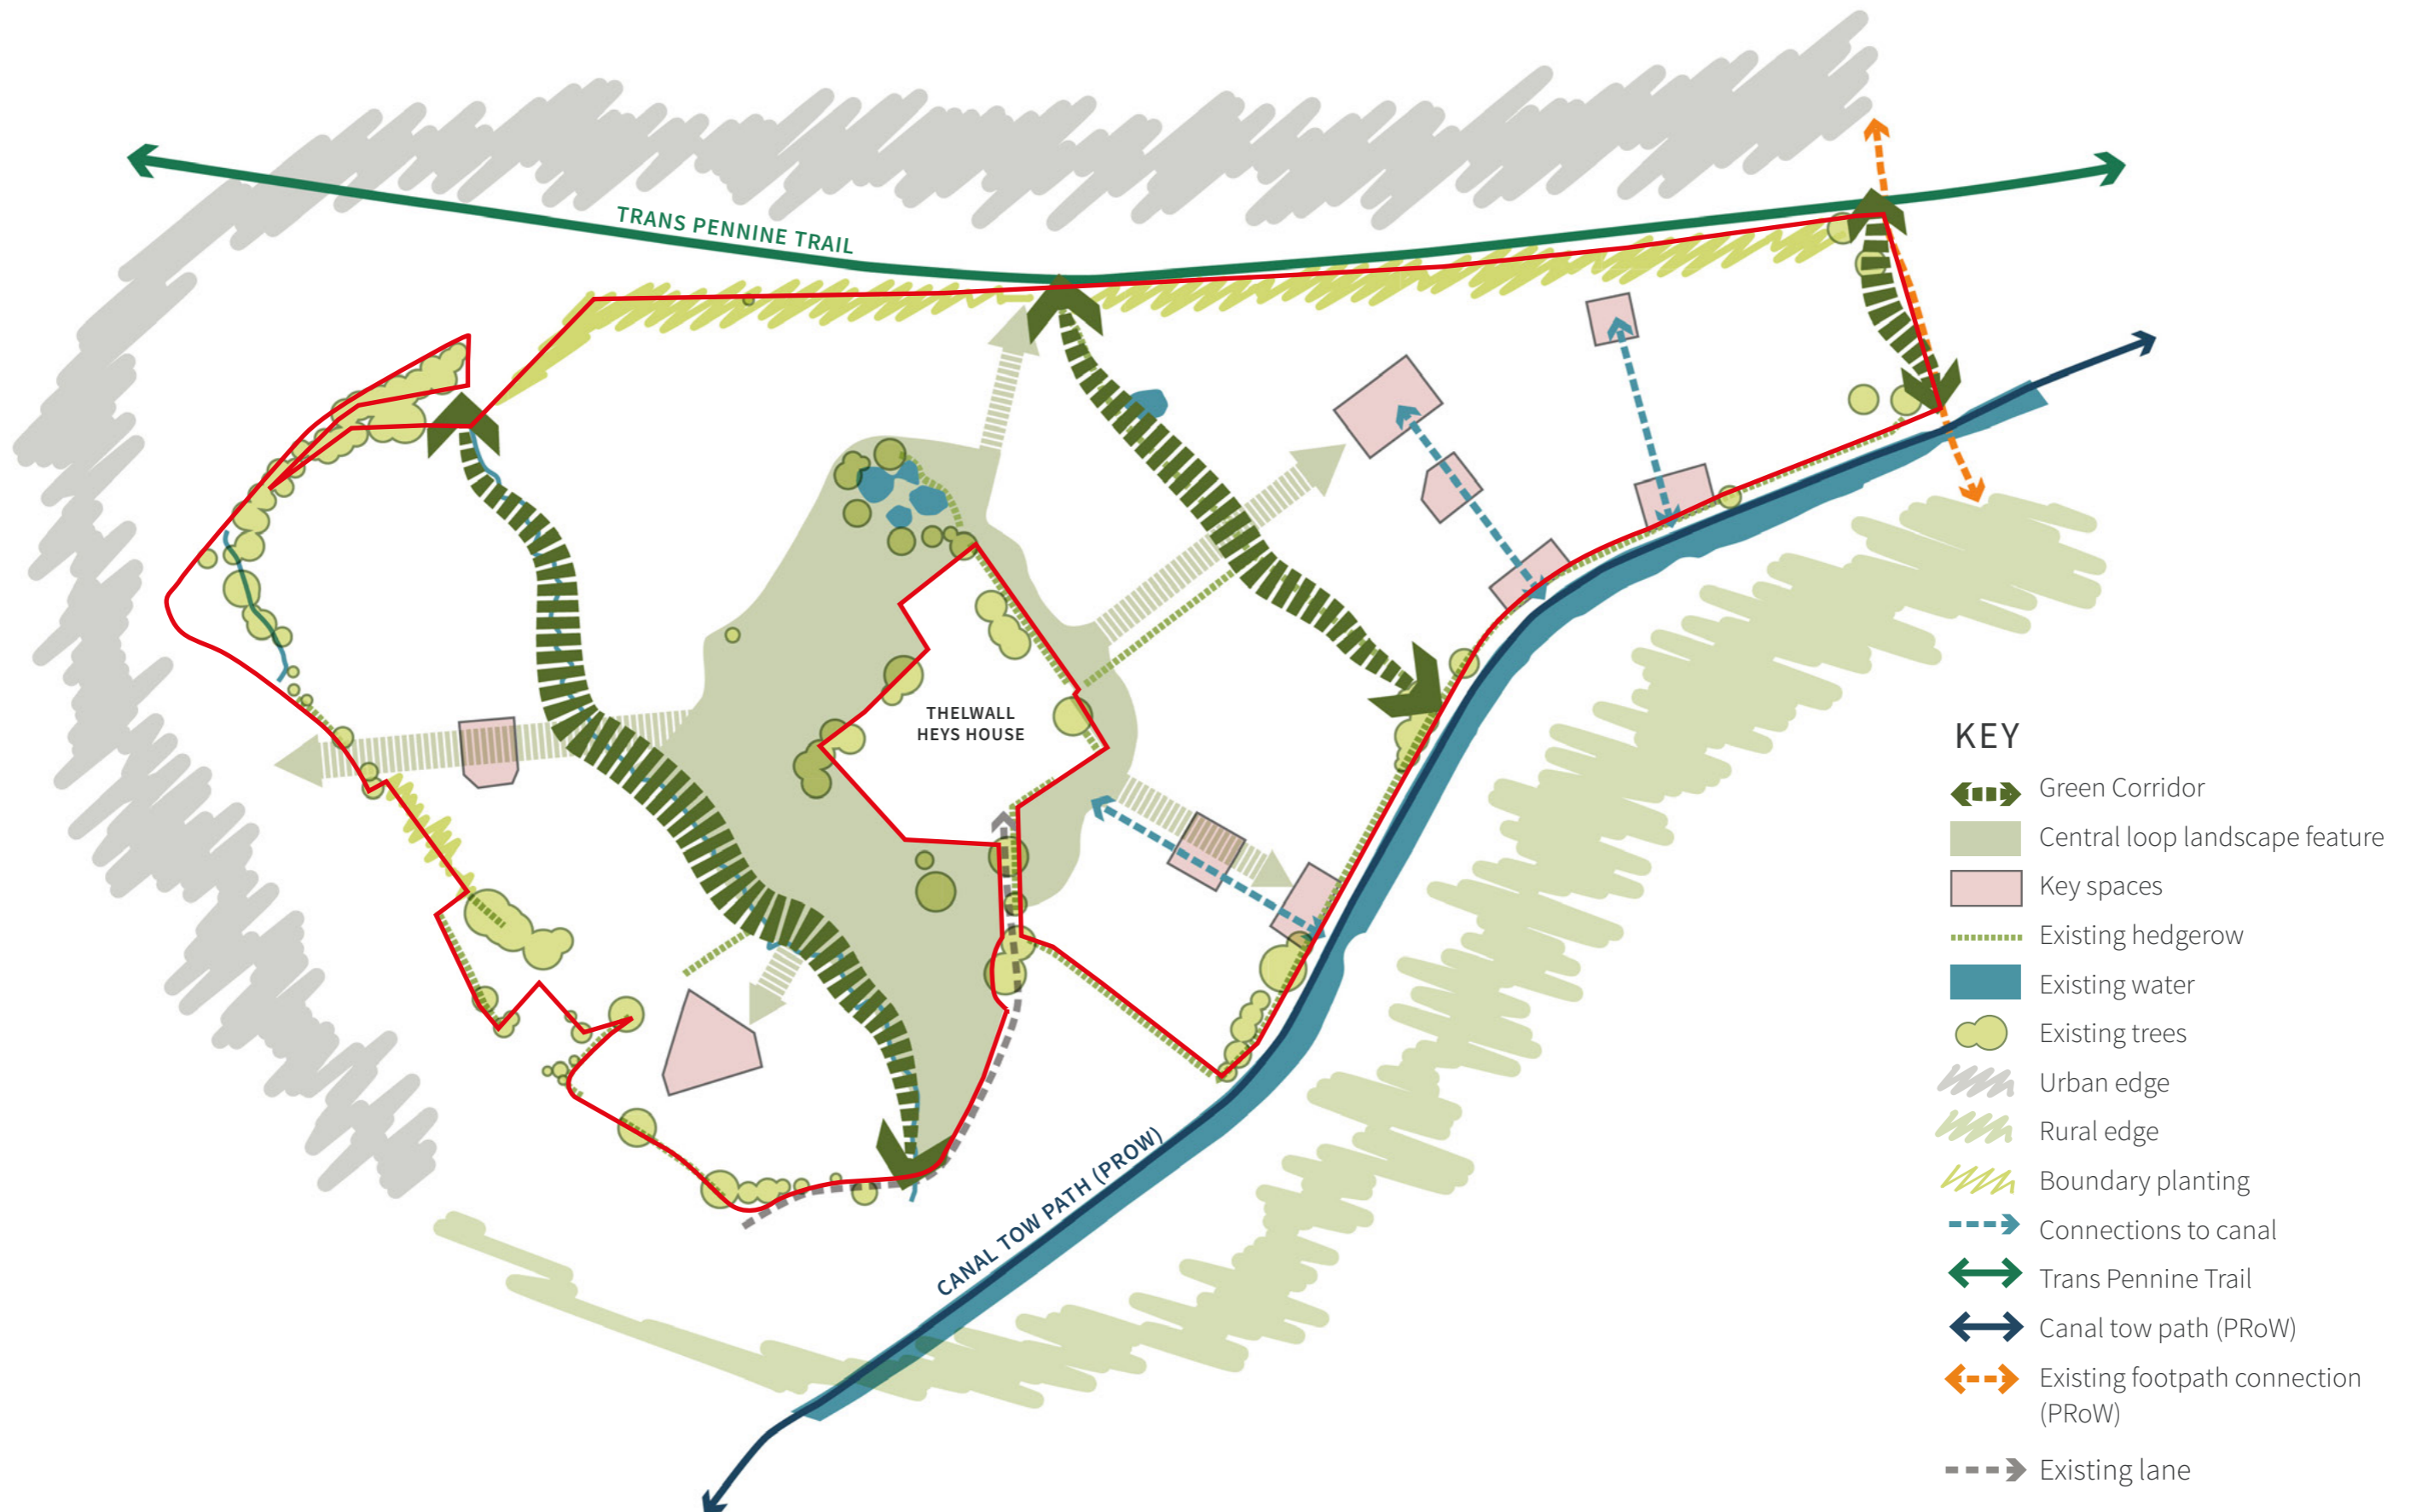 TRANS PENNINE TRAIL
THELWALL
HEYS HOUSE
CANAL TOW PATH (PROW)
KEY
Green Corridor
Central loop landscape feature
Key spaces
Existing hedgerow
Existing water
Existing trees
Urban edge
Rural edge
Boundary planting
Connections to canal
Trans Pennine Trail
Canal tow path (PRoW)
Existing footpath connection
(PRoW)
Existing lane